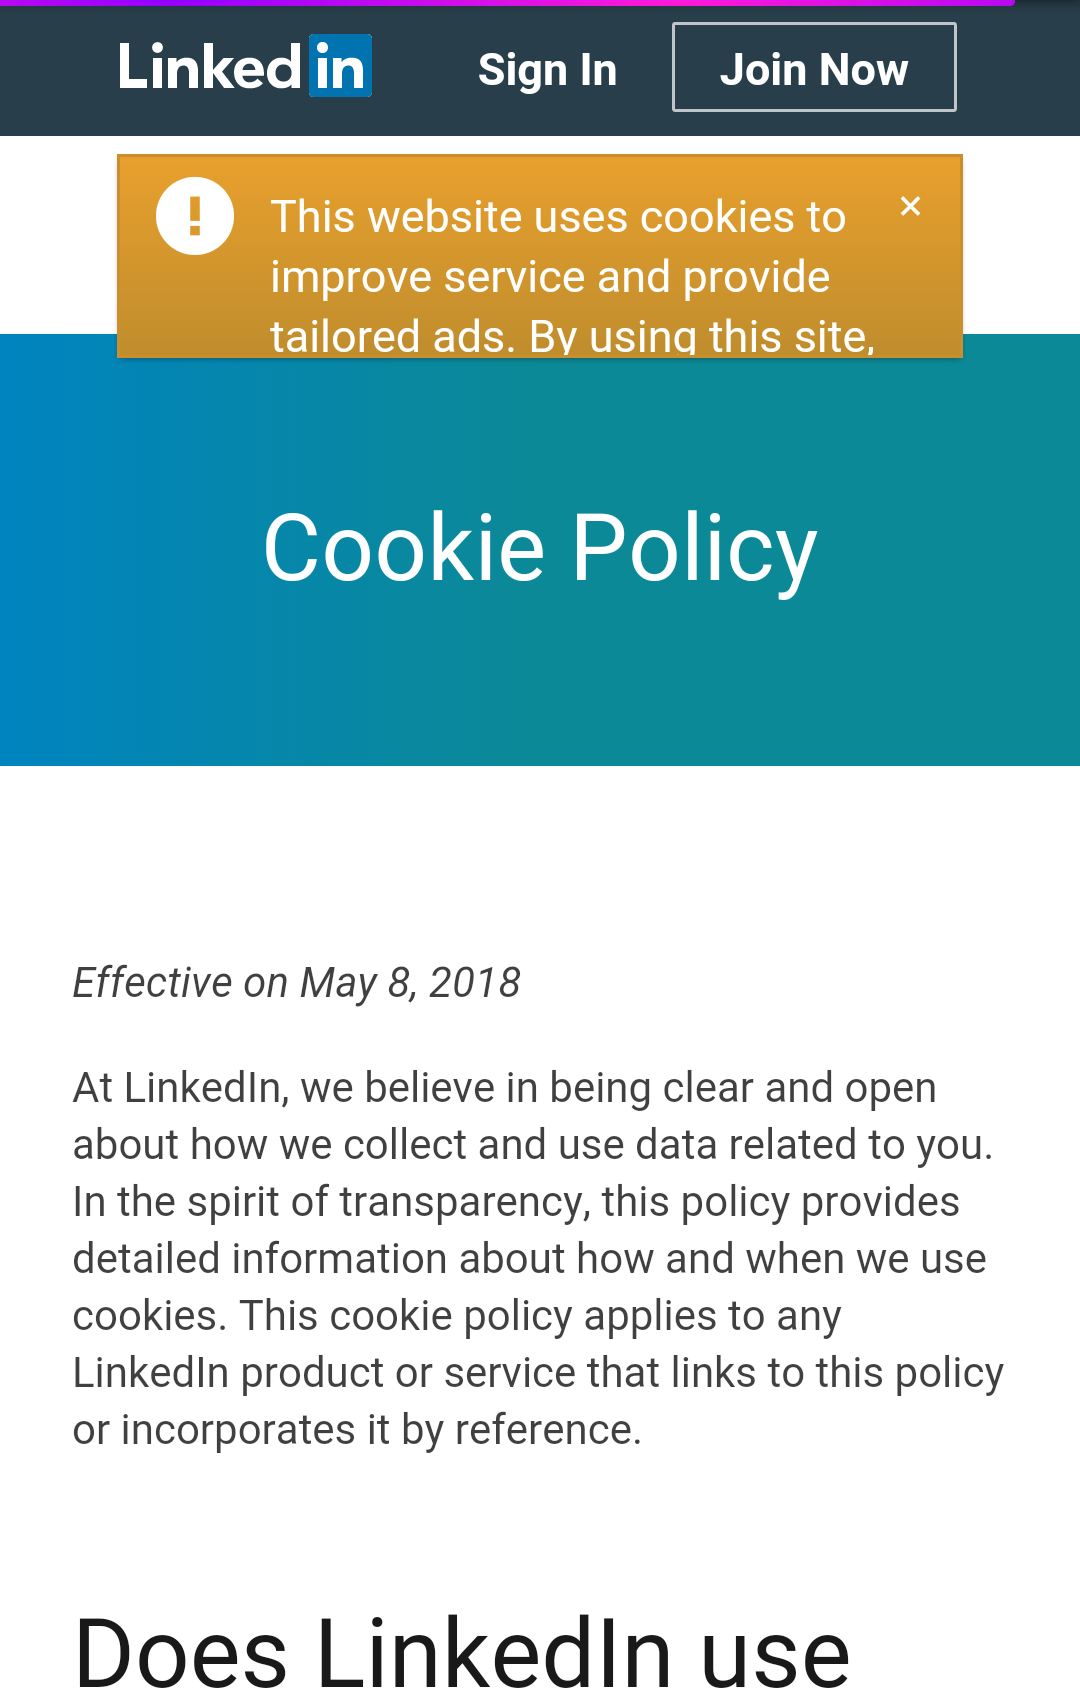 Linked in
Sign In
Join Now
This website uses cookies to
improve service and provide
tailored ads. By using this site,
×
Cookie Policy
Effective on May 8, 2018
At LinkedIn, we believe in being clear and open
about how we collect and use data related to you.
In the spirit of transparency, this policy provides
detailed information about how and when we use
cookies. This cookie policy applies to any
LinkedIn product or service that links to this policy
or incorporates it by reference.
Does LinkedIn use